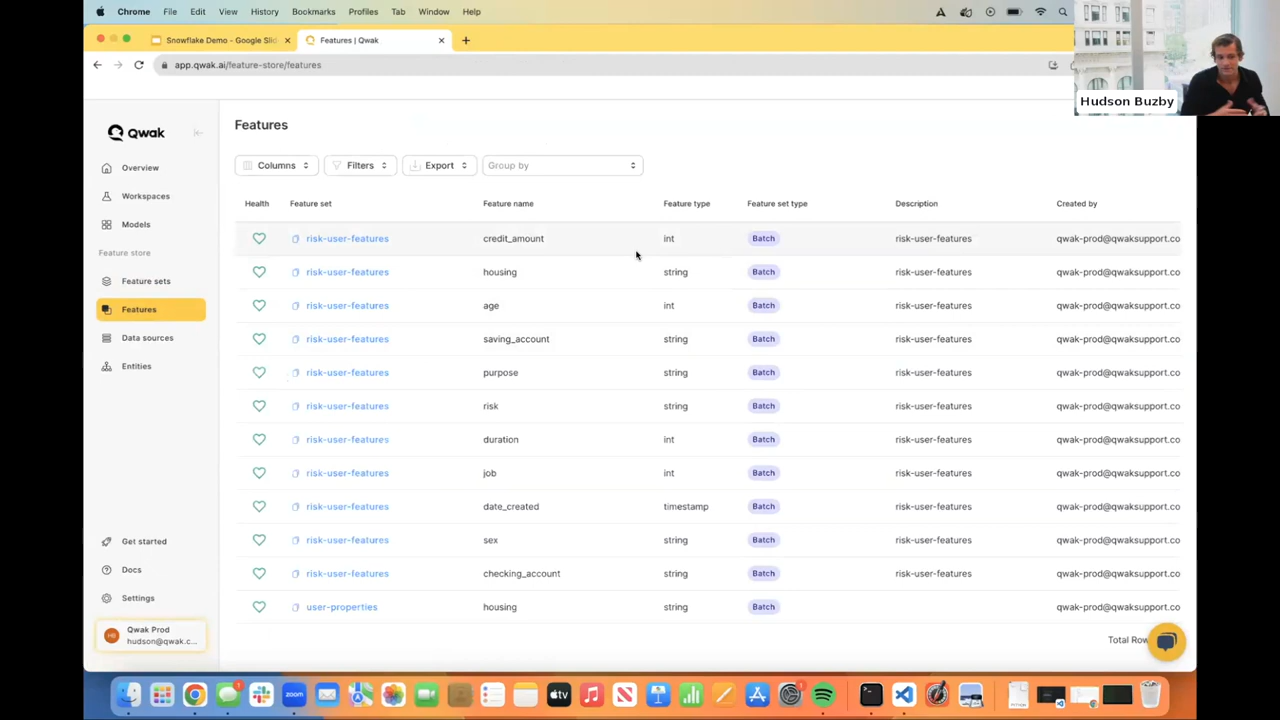 Chrome File Edit View History Bookmarks Profiles Tab Window Help
Snowflake Demo - Google Slid
Features | Qwak
app.qwak.ai/feature-store/features
Hudson Buzby
Qwak
Overview
Workspaces
Models
Feature store
Feature sets
Features
Data sources
Entities
Get started
Docs
Settings
Qwak Prod
hudson@qwak.c...
Features
Columns Filters Export Group by
Health Feature set Feature name Feature type Feature set type Description Created by
risk-user-features credit_amount int Batch risk-user-features qwak-prod@qwaksupport.co
risk-user-features housing string Batch risk-user-features qwak-prod@qwaksupport.co
risk-user-features age int Batch risk-user-features qwak-prod@qwaksupport.co
risk-user-features saving_account string Batch risk-user-features qwak-prod@qwaksupport.co
risk-user-features purpose string Batch risk-user-features qwak-prod@qwaksupport.co
risk-user-features risk string Batch risk-user-features qwak-prod@qwaksupport.co
risk-user-features duration int Batch risk-user-features qwak-prod@qwaksupport.co
risk-user-features job int Batch risk-user-features qwak-prod@qwaksupport.co
risk-user-features date_created timestamp Batch risk-user-features qwak-prod@qwaksupport.co
risk-user-features sex string Batch risk-user-features qwak-prod@qwaksupport.co
risk-user-features checking_account string Batch risk-user-features qwak-prod@qwaksupport.co
user-properties housing string Batch qwak-prod@qwaksupport.co
Total Row